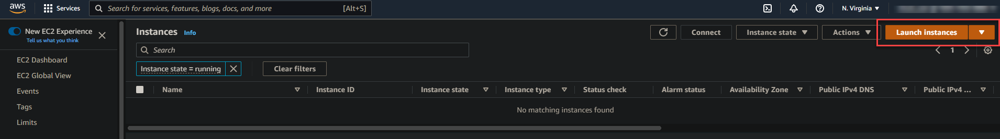 aws Services Search for services, features, blogs, docs, and more [Alt+S] N. Virginia
New EC2 Experience
Tell us what you think
EC2 Dashboard
EC2 Global View
Events
Tags
Limits
Instances Info Connect Instance state Actions Launch instances
Search 1
Instance state = running Clear filters
Name Instance ID Instance state Instance type Status check Alarm status Availability Zone Public IPv4 DNS Public IPv4 ...
No matching instances found